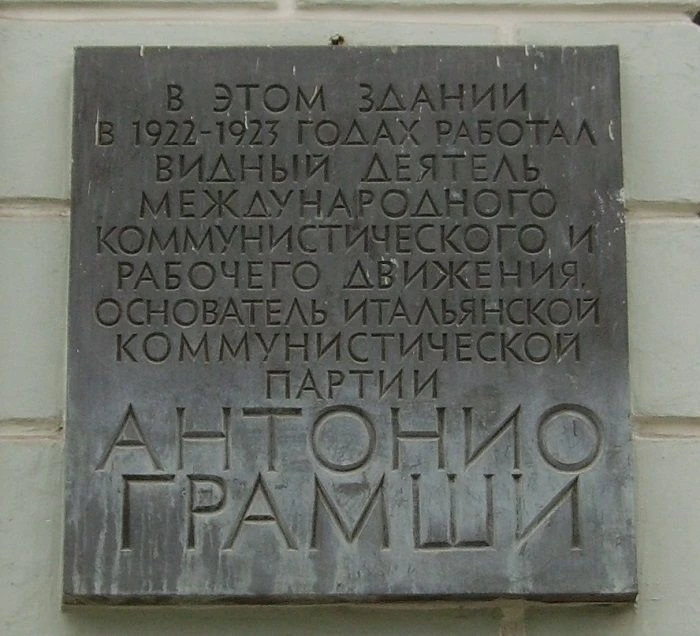 В ЭТОМ ЗДАНИИ
В 1922-1923 ГОДАХ РАБОТАЛ
ВИДНЫЙ ДЕЯТЕЛЬ
МЕЖДУНАРОДНОГО
КОММУНИСТИЧЕСКОГО И
РАБОЧЕГО ДВИЖЕНИЯ,
ОСНОВАТЕЛЬ ИТАЛЬЯНСКОЙ
КОММУНИСТИЧЕСКОЙ
ПАРТИИ
АНТОНИО
ГРАМШИ